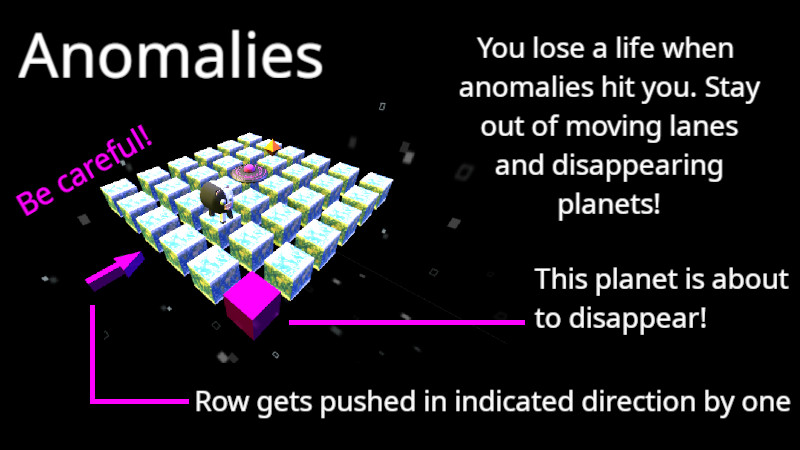 Anomalies
You lose a life when
anomalies hit you. Stay
out of moving lanes
and disappearing
planets!
Be careful!
This planet is about
to disappear!
Row gets pushed in indicated direction by one